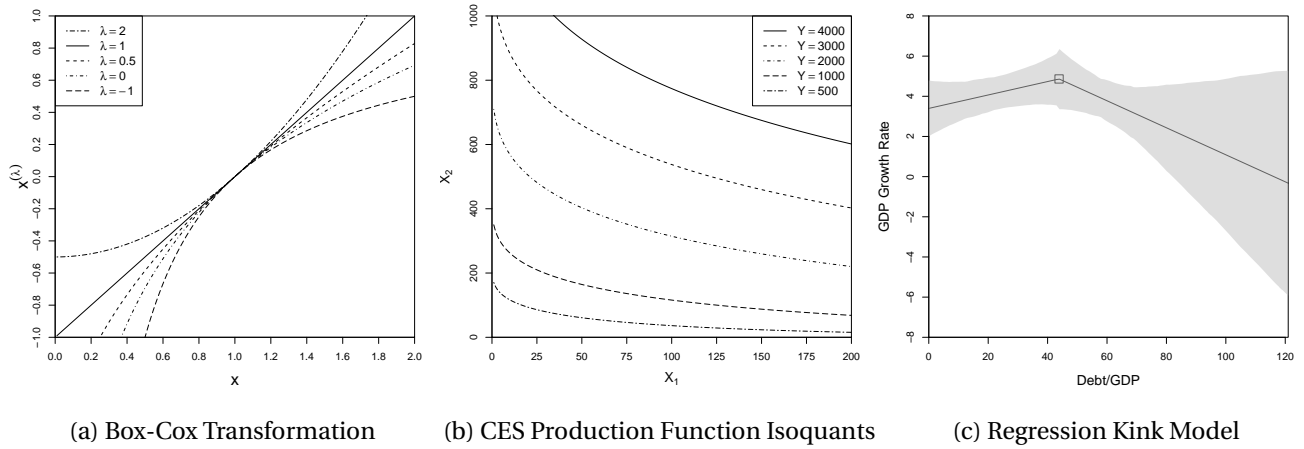 λ = 2
λ = 1
λ = 0.5
λ = 0
λ = −1
1.0
0.8
0.6
0.4
0.2
0.0
−0.2
−0.4
−0.6
−0.8
−1.0
x^(λ)
0.0 0.2 0.4 0.6 0.8 1.0 1.2 1.4 1.6 1.8 2.0
x
(a) Box-Cox Transformation
Y = 4000
Y = 3000
Y = 2000
Y = 1000
Y = 500
1000
800
600
400
200
0
X₂
0 25 50 75 100 125 150 175 200
X₁
(b) CES Production Function Isoquants
8
6
4
2
0
−2
−4
−6
−8
GDP Growth Rate
0 20 40 60 80 100 120
Debt/GDP
(c) Regression Kink Model